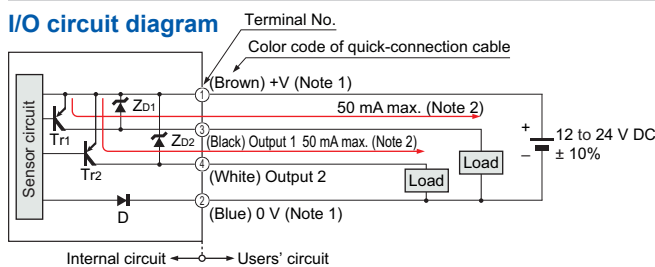 I/O circuit diagram
Terminal No.
Color code of quick-connection cable
Sensor circuit
Tr1
Tr2
ZD1
ZD2
D
1
(Brown) +V (Note 1)
50 mA max. (Note 2)
3
(Black) Output 1 50 mA max. (Note 2)
4
(White) Output 2
Load
Load
+
−
12 to 24 V DC
± 10%
2
(Blue) 0 V (Note 1)
Internal circuit
Users' circuit